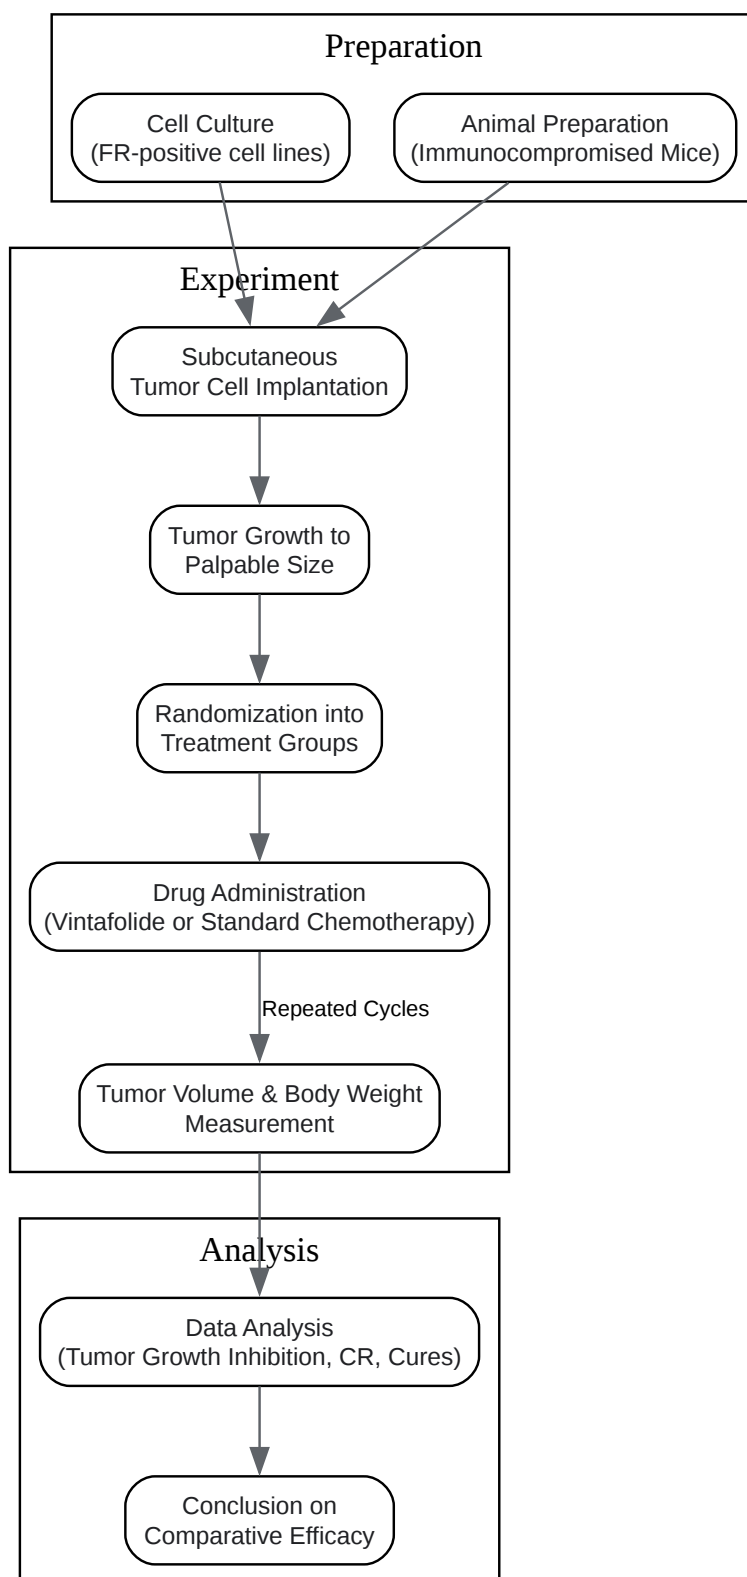 Preparation
Cell Culture
(FR-positive cell lines)
Animal Preparation
(Immunocompromised Mice)
Experiment
Subcutaneous
Tumor Cell Implantation
Tumor Growth to
Palpable Size
Randomization into
Treatment Groups
Drug Administration
(Vintafolide or Standard Chemotherapy)
Repeated Cycles
Tumor Volume & Body Weight
Measurement
Analysis
Data Analysis
(Tumor Growth Inhibition, CR, Cures)
Conclusion on
Comparative Efficacy